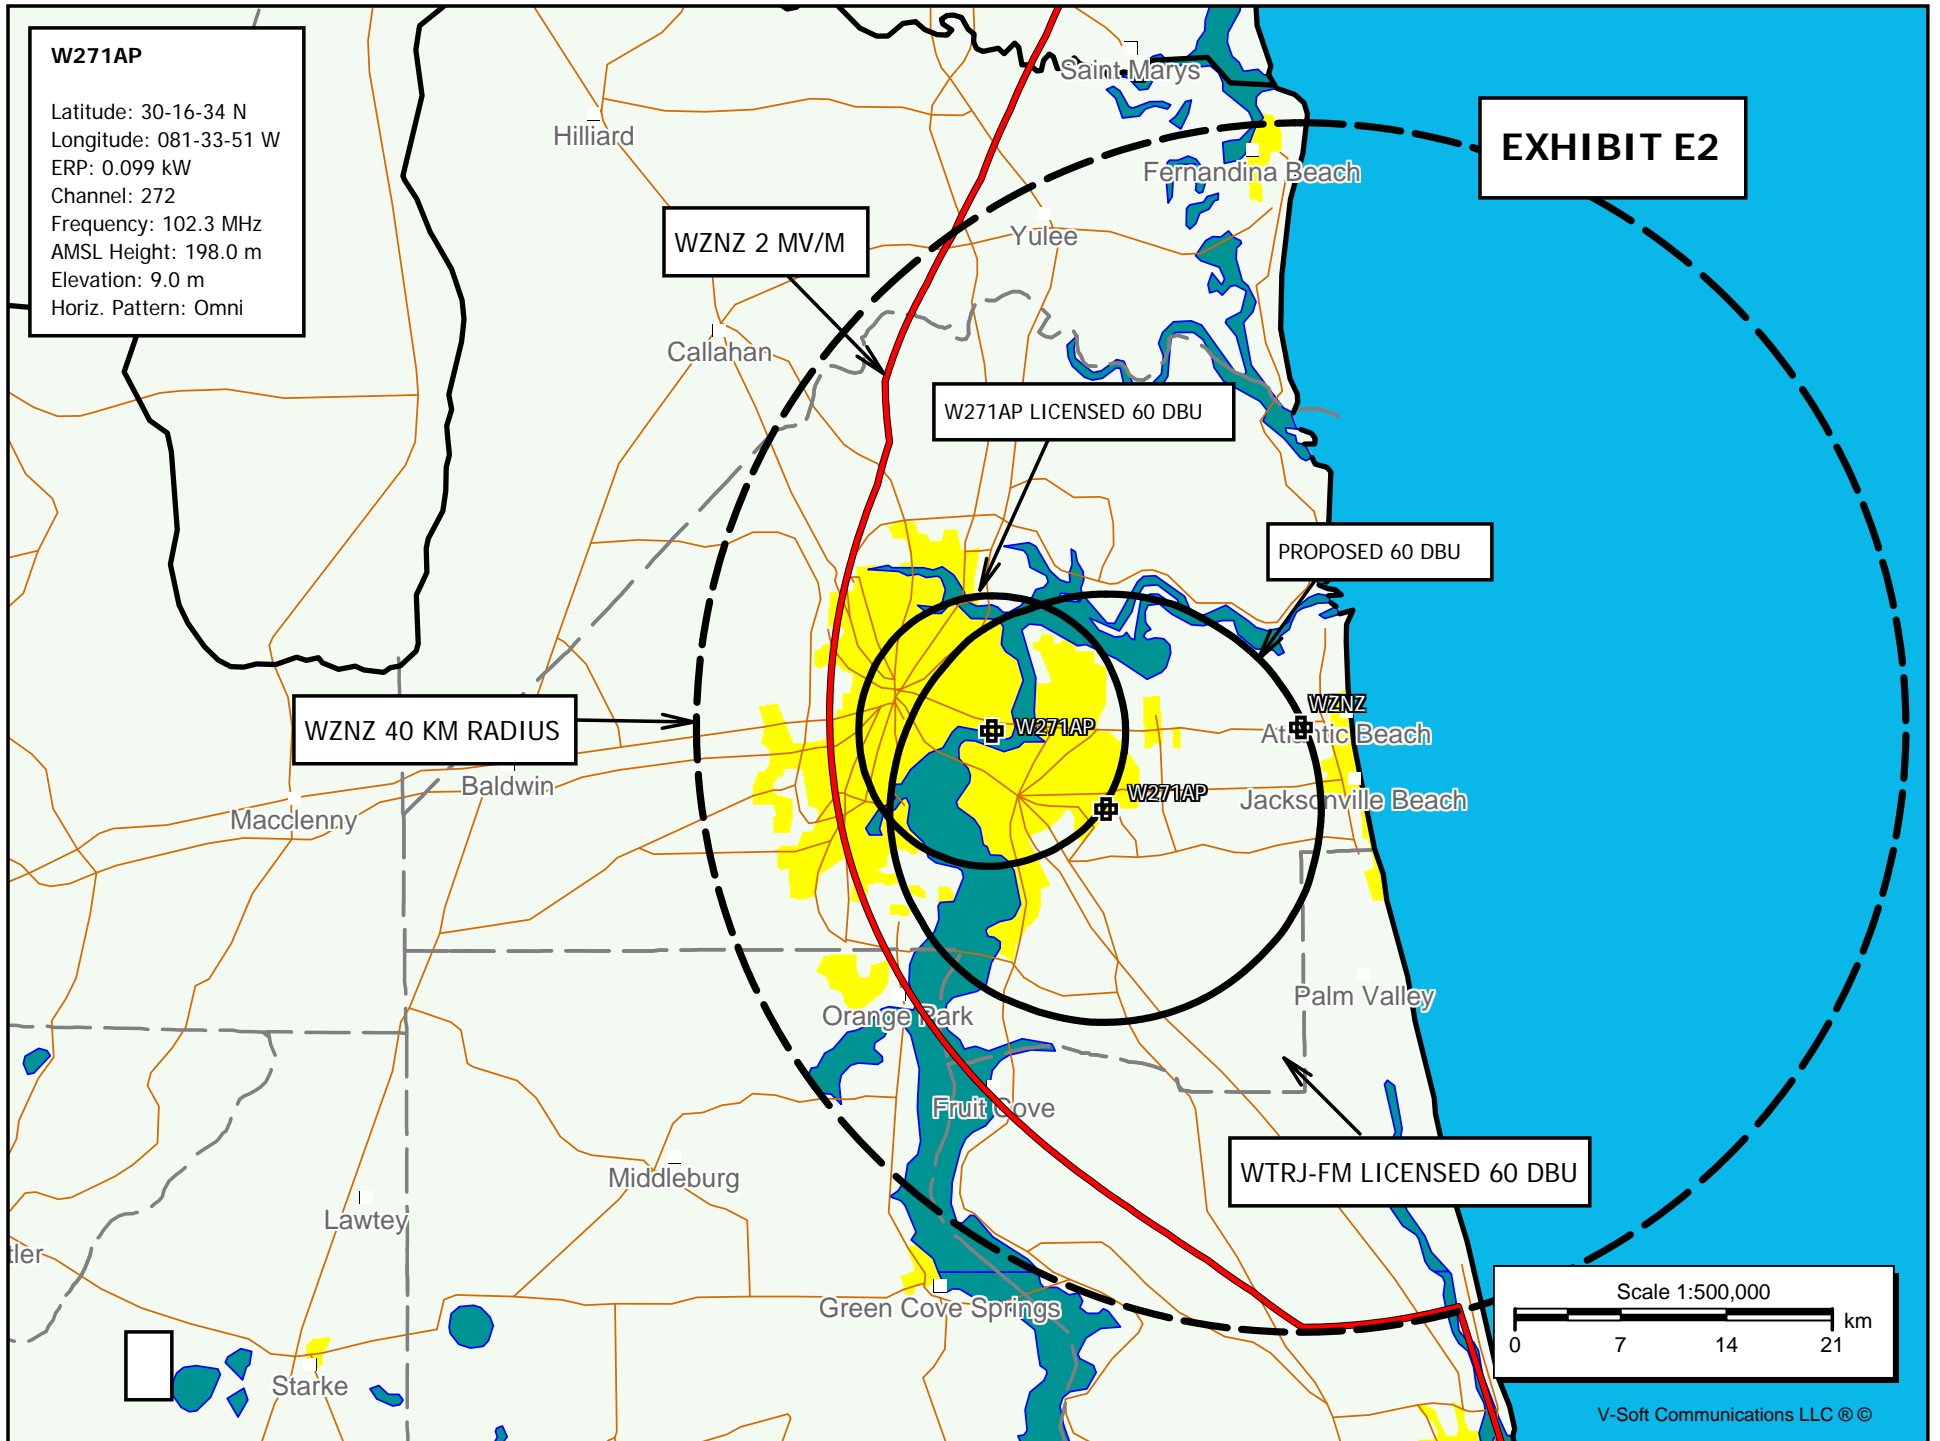 W271AP
Latitude: 30-16-34 N
Longitude: 081-33-51 W
ERP: 0.099 kW
Channel: 272
Frequency: 102.3 MHz
AMSL Height: 198.0 m
Elevation: 9.0 m
Horiz. Pattern: Omni
EXHIBIT E2
Saint Marys
Hilliard
Fernandina Beach
Yulee
WZNZ 2 MV/M
Callahan
W271AP LICENSED 60 DBU
PROPOSED 60 DBU
WZNZ 40 KM RADIUS
WZNZ
Atlantic Beach
W271AP
W271AP
Jacksonville Beach
Baldwin
Macclenny
Palm Valley
Orange Park
Fruit Cove
WTRJ-FM LICENSED 60 DBU
Middleburg
Lawtey
tler
Green Cove Springs
Starke
Scale 1:500,000
km
0 7 14 21
V-Soft Communications LLC ® ©